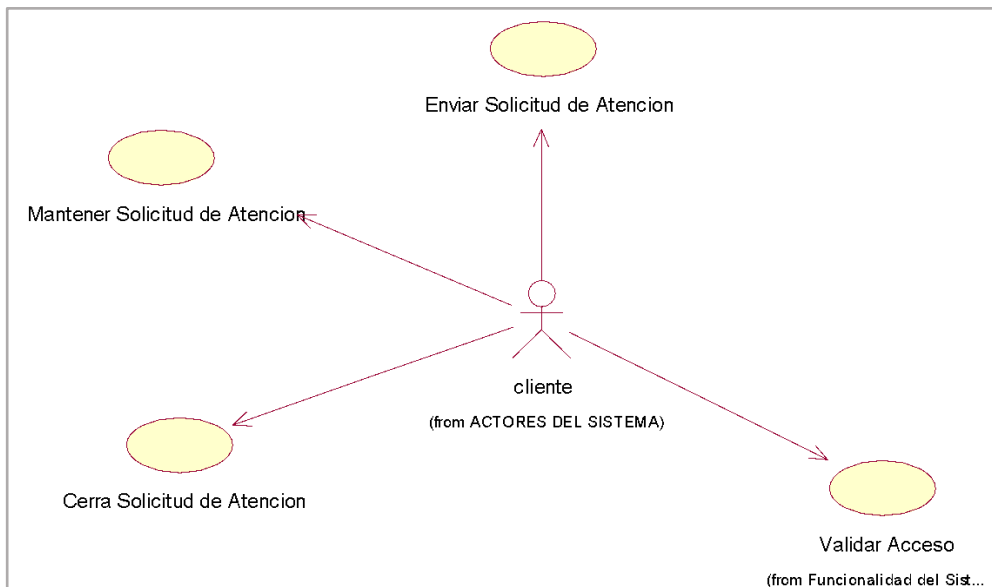 Enviar Solicitud de Atencion
Mantener Solicitud de Atencion
cliente
(from ACTORES DEL SISTEMA)
Cerra Solicitud de Atencion
Validar Acceso
(from Funcionalidad del Sist...